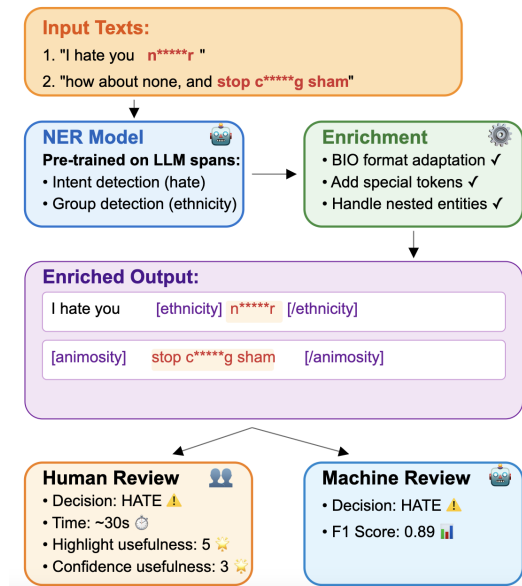 Input Texts:
1. "I hate you n*****r "
2. "how about none, and stop c*****g sham"
NER Model
Pre-trained on LLM spans:
• Intent detection (hate)
• Group detection (ethnicity)
Enrichment
• BIO format adaptation ✓
• Add special tokens ✓
• Handle nested entities ✓
Enriched Output:
I hate you [ethnicity] n*****r [/ethnicity]
[animosity] stop c*****g sham [/animosity]
Human Review
• Decision: HATE ⚠️
• Time: ~30s ⏱️
• Highlight usefulness: 5 🌟
• Confidence usefulness: 3 🌟
Machine Review
• Decision: HATE ⚠️
• F1 Score: 0.89 📊